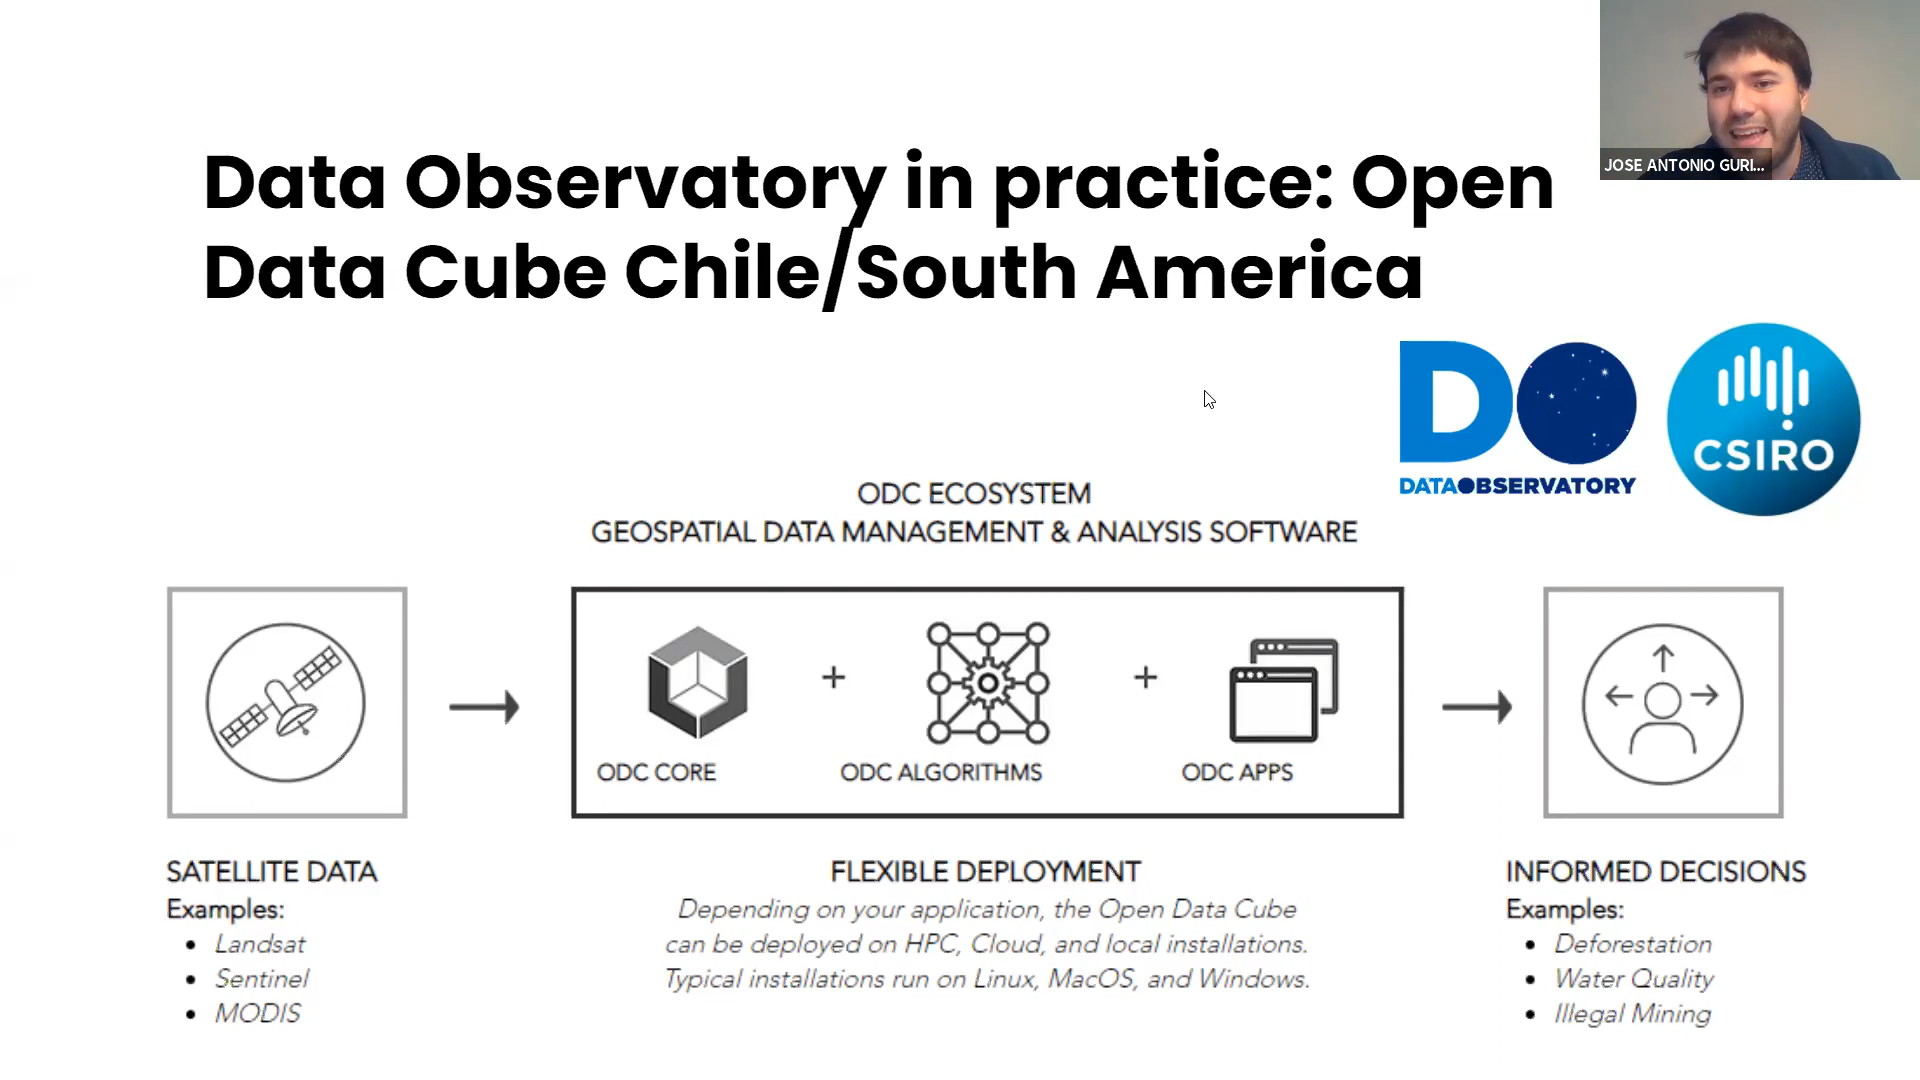 Data Observatory in practice: Open
Data Cube Chile/South America
JOSE ANTONIO GURI...
DO
DATAOBSERVATORY
CSIRO
ODC ECOSYSTEM
GEOSPATIAL DATA MANAGEMENT & ANALYSIS SOFTWARE
+
+
ODC CORE
ODC ALGORITHMS
ODC APPS
SATELLITE DATA
Examples:
• Landsat
• Sentinel
• MODIS
FLEXIBLE DEPLOYMENT
Depending on your application, the Open Data Cube
can be deployed on HPC, Cloud, and local installations.
Typical installations run on Linux, MacOS, and Windows.
INFORMED DECISIONS
Examples:
• Deforestation
• Water Quality
• Illegal Mining